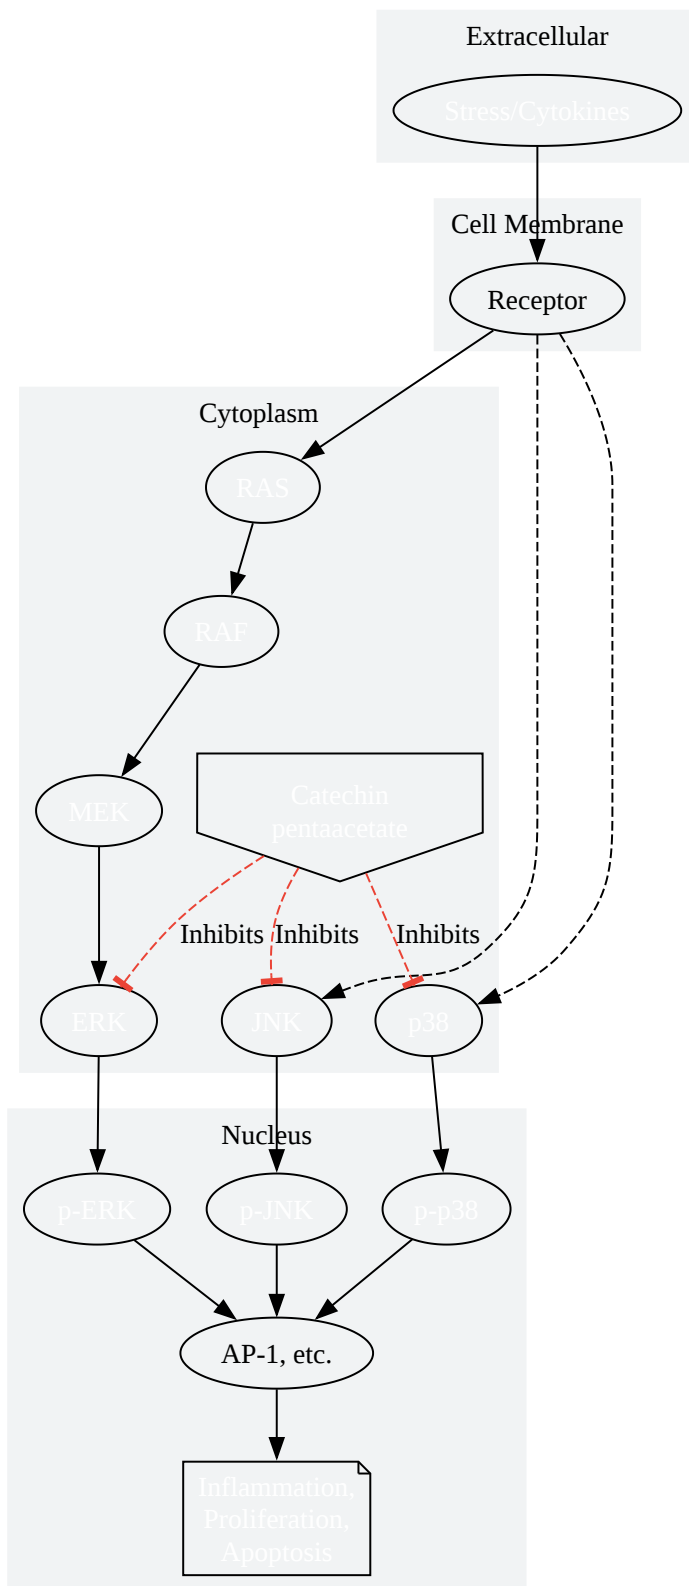 Extracellular
Stress/Cytokines
Cell Membrane
Receptor
Cytoplasm
RAS
RAF
MEK
Catechin
pentaacetate
Inhibits
Inhibits
Inhibits
ERK
JNK
p38
Nucleus
p-ERK
p-JNK
p-p38
AP-1, etc.
Inflammation,
Proliferation,
Apoptosis